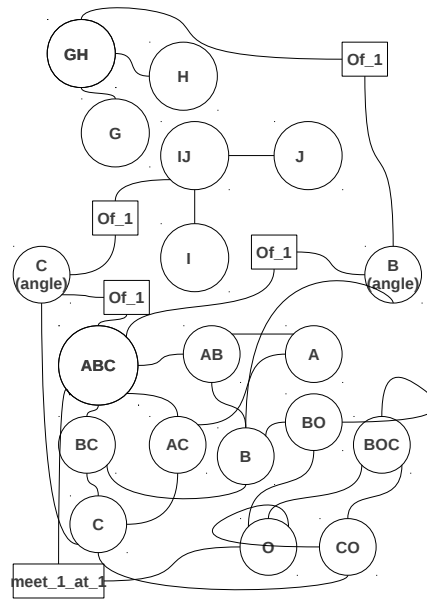 GH
Of_1
H
G
IJ
J
Of_1
I
Of_1
C
(angle)
B
(angle)
Of_1
ABC
AB
A
BO
BC
AC
B
BOC
C
O
CO
meet_1_at_1